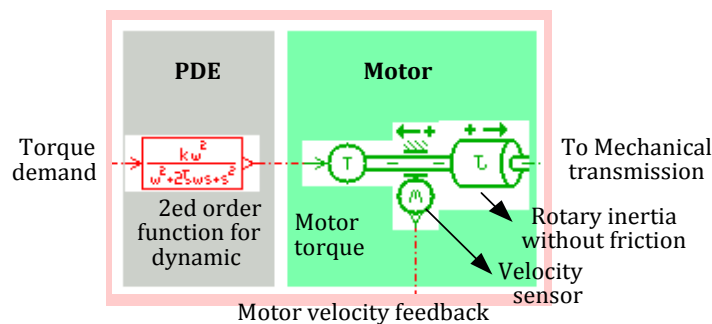 PDE
Motor
Torque
demand
kω²
ω²+2ζωs+s²
2ed order
function for
dynamic
T
Motor
torque
To Mechanical
transmission
Rotary inertia
without friction
Velocity
sensor
Motor velocity feedback